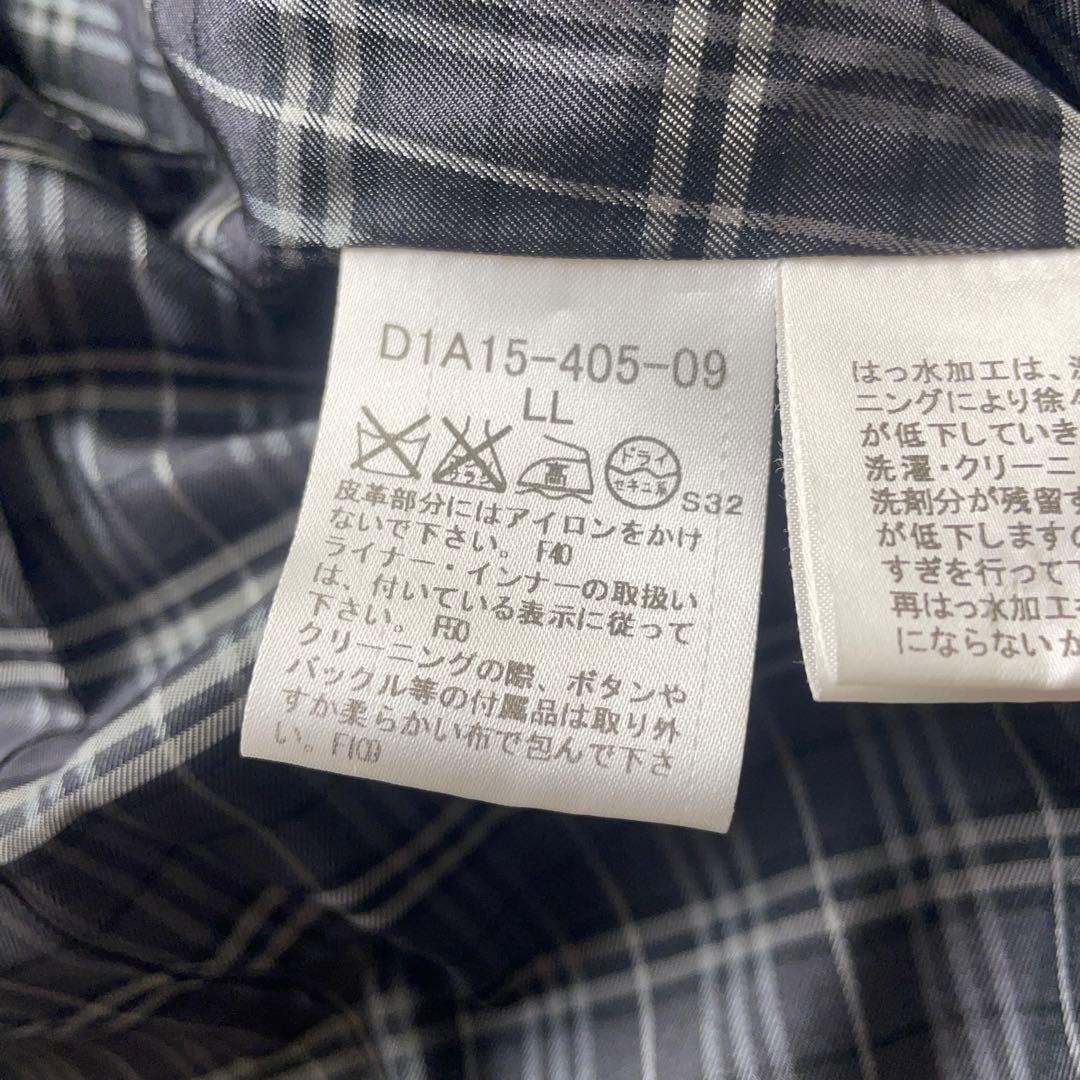 D1A15-405-09
LL
エンソ
サラシ
高
ドライ
セキユ系
S32
皮革部分にはアイロンをかけ
ないで下さい。 F40
ライナー・インナーの取扱い
は、付いている表示に従って
下さい。 F50
クリーニングの際、ボタンや
バックル等の付属品は取り外
すか柔らかい布で包んで下さ
い。F103
はっ水加工は、
ニングにより徐々
が低下していき
洗濯・クリーニ
洗剤分が残留す
が低下しますの
すぎを行って下
再はっ水加工
にならないか